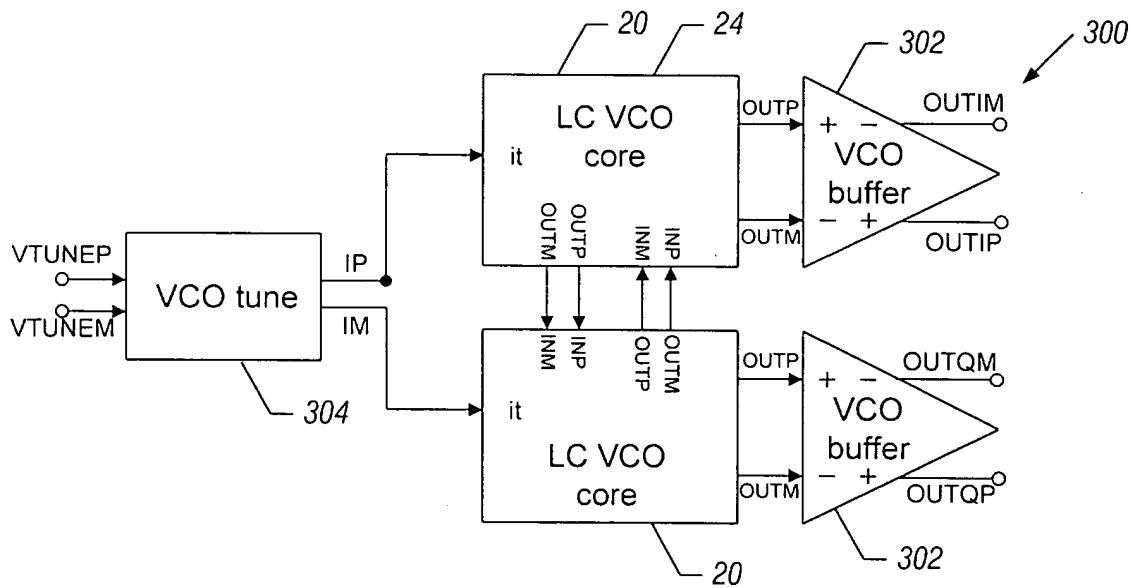 20
24
302
300
LC VCO
core
it
OUTP
OUTM
OUTM
OUTP
INM
INP
+ −
VCO
buffer
− +
OUTIM
OUTIP
VTUNEP
VTUNEM
VCO tune
IP
IM
304
INM
INP
OUTP
OUTM
it
LC VCO
core
20
OUTP
OUTM
+ −
VCO
buffer
− +
OUTQM
OUTQP
302